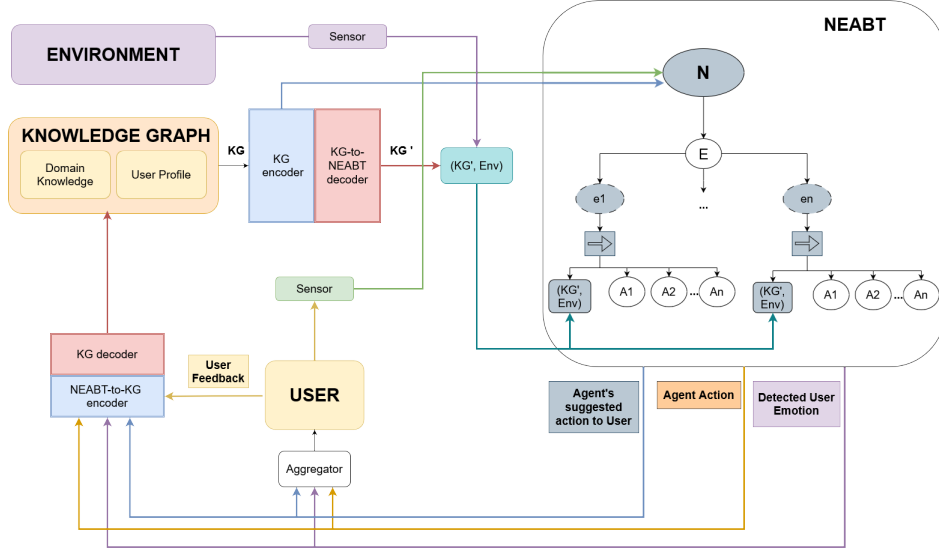 NEABT
ENVIRONMENT
Sensor
N
KNOWLEDGE GRAPH
Domain
Knowledge
User Profile
KG
KG
encoder
KG-to-
NEABT
decoder
KG '
(KG', Env)
E
e1
...
en
(KG',
Env)
A1
A2
...
An
(KG',
Env)
A1
A2
...
An
Sensor
KG decoder
NEABT-to-KG
encoder
User
Feedback
USER
Aggregator
Agent's
suggested
action to User
Agent Action
Detected User
Emotion